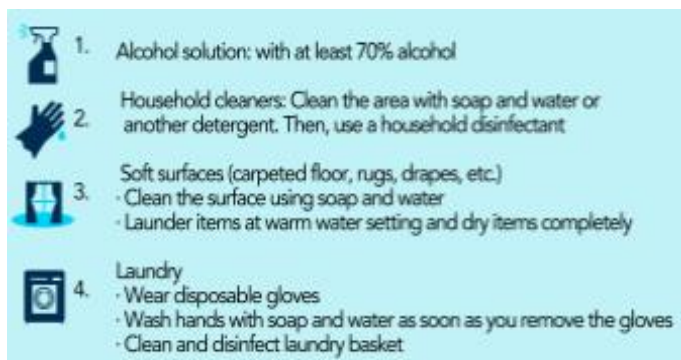 1. Alcohol solution: with at least 70% alcohol
2. Household cleaners: Clean the area with soap and water or
another detergent. Then, use a household disinfectant
3. Soft surfaces (carpeted floor, rugs, drapes, etc.)
· Clean the surface using soap and water
· Launder items at warm water setting and dry items completely
4. Laundry
· Wear disposable gloves
· Wash hands with soap and water as soon as you remove the gloves
· Clean and disinfect laundry basket